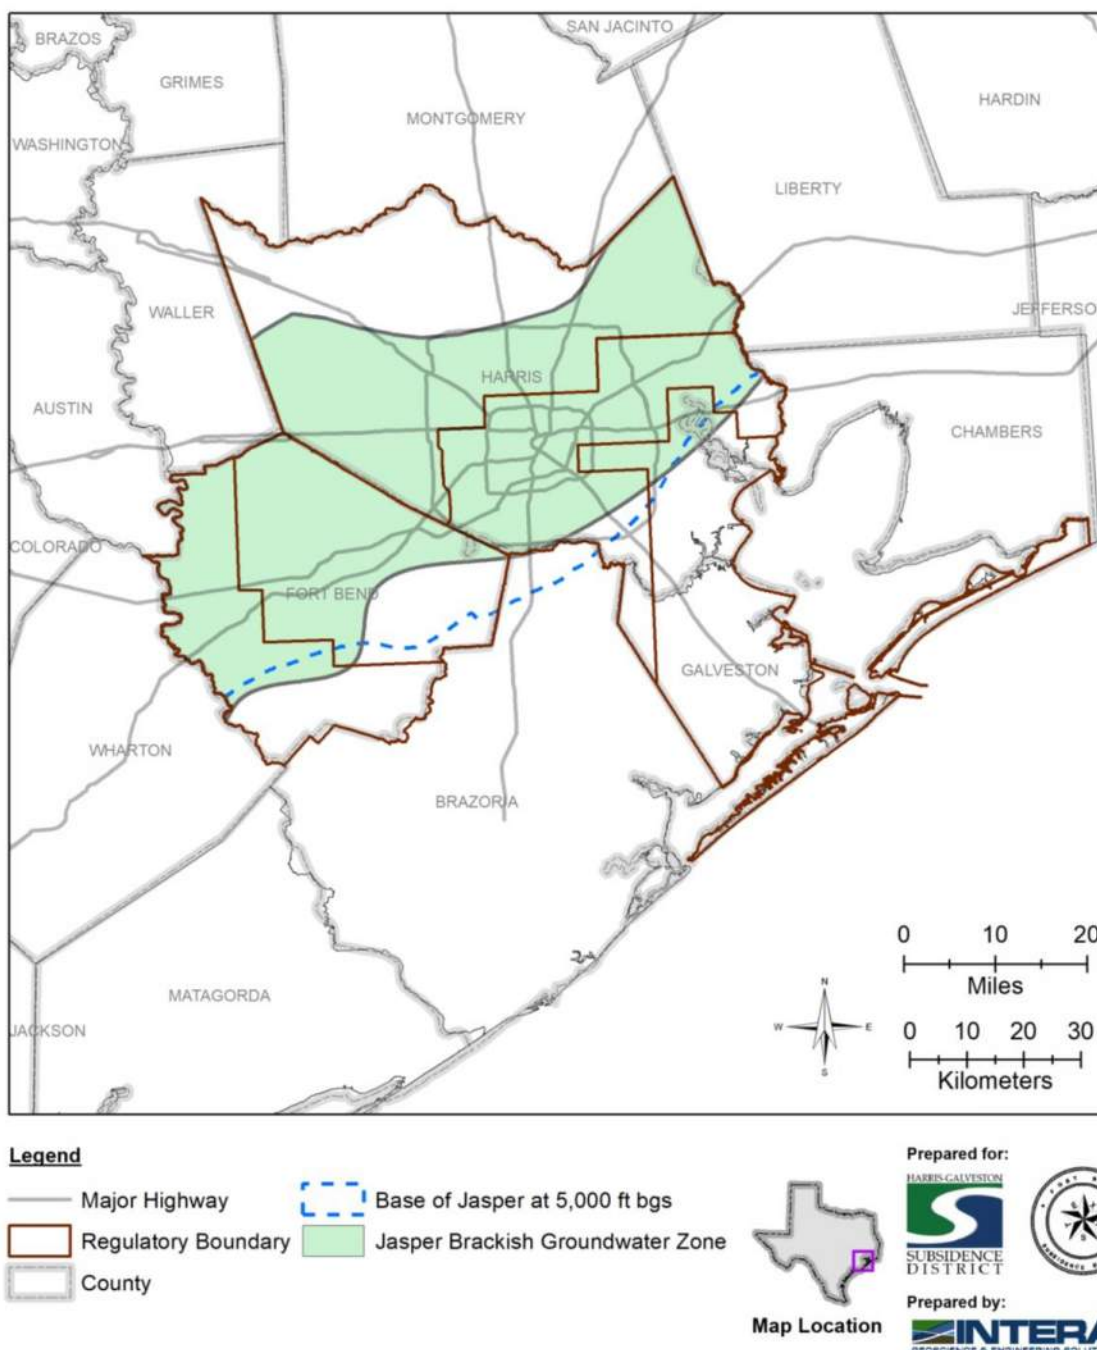 BRAZOS
SAN JACINTO
GRIMES
HARDIN
MONTGOMERY
WASHINGTON
LIBERTY
WALLER
JEFFERSO
HARRIS
AUSTIN
CHAMBERS
COLORADO
FORT BEND
GALVESTON
WHARTON
BRAZORIA
MATAGORDA
JACKSON
0 10 20
Miles
N
W E
S
0 10 20 30
Kilometers
Legend
Major Highway
Regulatory Boundary
County
Base of Jasper at 5,000 ft bgs
Jasper Brackish Groundwater Zone
Map Location
Prepared for:
HARRIS-GALVESTON
SUBSIDENCE
DISTRICT
Prepared by:
INTERA